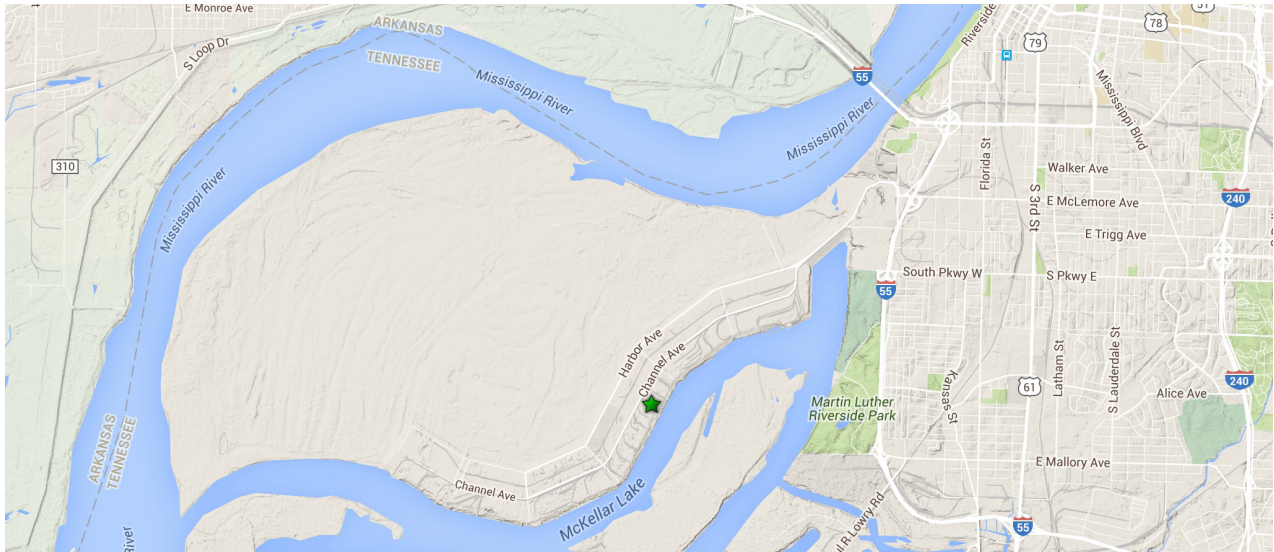 E Monroe Ave
S Loop Dr
ARKANSAS
TENNESSEE
Mississippi River
55
Riverside
79
78
Mississippi Blvd
Mississippi River
310
Mississippi River
Florida St
Walker Ave
S 3rd St
E McLemore Ave
240
E Trigg Ave
South Pkwy W
S Pkwy E
55
Harbor Ave
Channel Ave
Latham St
S Lauderdale St
Kansas St
61
240
Alice Ave
Martin Luther
Riverside Park
ARKANSAS
TENNESSEE
E Mallory Ave
Channel Ave
McKellar Lake
R Lowry Rd
55
River